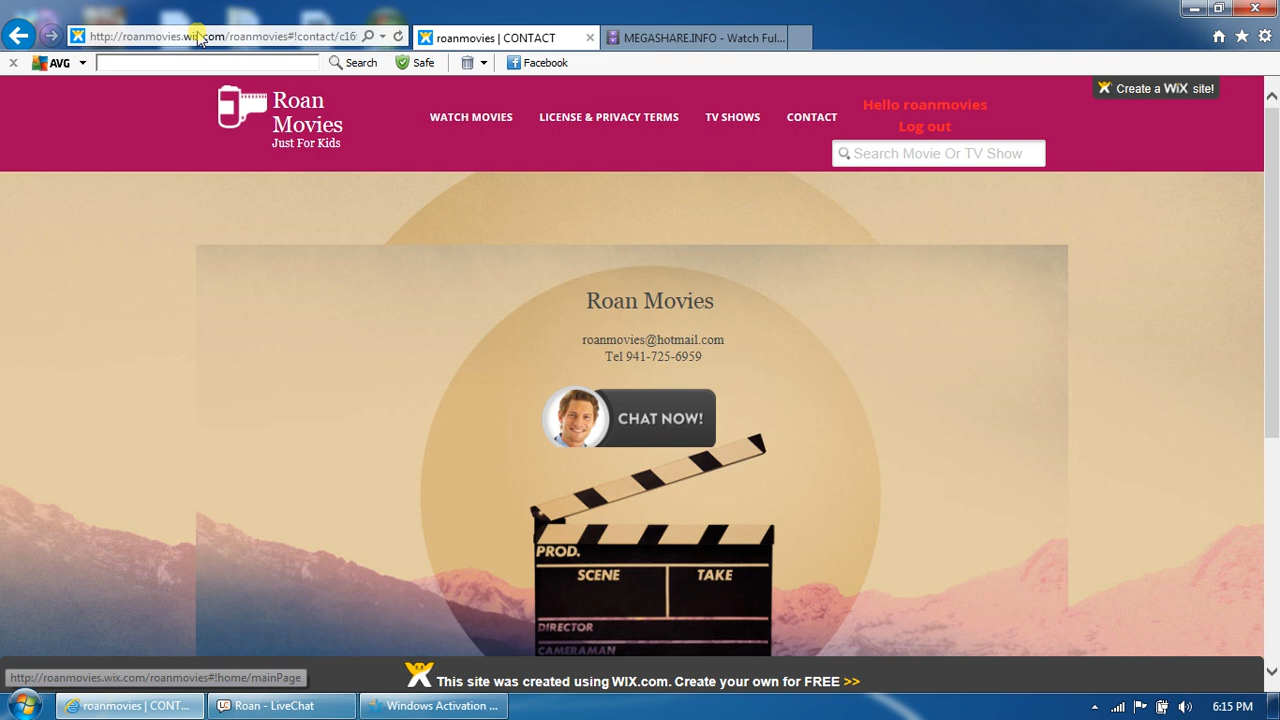 http://roanmovies.wix.com/roanmovies#!contact/c16
roanmovies | CONTACT
MEGASHARE.INFO - Watch Ful...
AVG
Search
Safe
Facebook
Create a WiX site!
Roan
Movies
Just For Kids
WATCH MOVIES
LICENSE & PRIVACY TERMS
TV SHOWS
CONTACT
Hello roanmovies
Log out
Search Movie Or TV Show
Roan Movies
roanmovies@hotmail.com
Tel 941-725-6959
CHAT NOW!
PROD.
SCENE
TAKE
DIRECTOR
CAMERAMAN
http://roanmovies.wix.com/roanmovies#!home/mainPage
This site was created using WIX.com. Create your own for FREE >>
roanmovies | CONT...
Roan - LiveChat
Windows Activation ...
6:15 PM